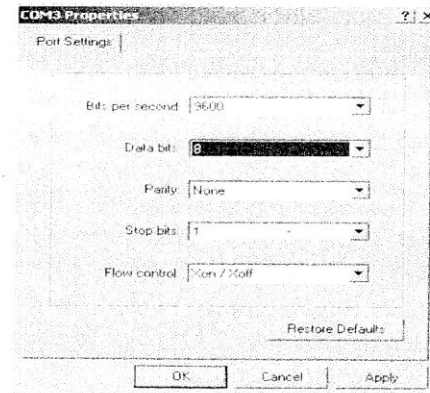 COM3 Properties
? ×
Port Settings
Bits per second: 9600
Data bits: 8
Parity: None
Stop bits: 1
Flow control: Xon / Xoff
Restore Defaults
OK Cancel Apply